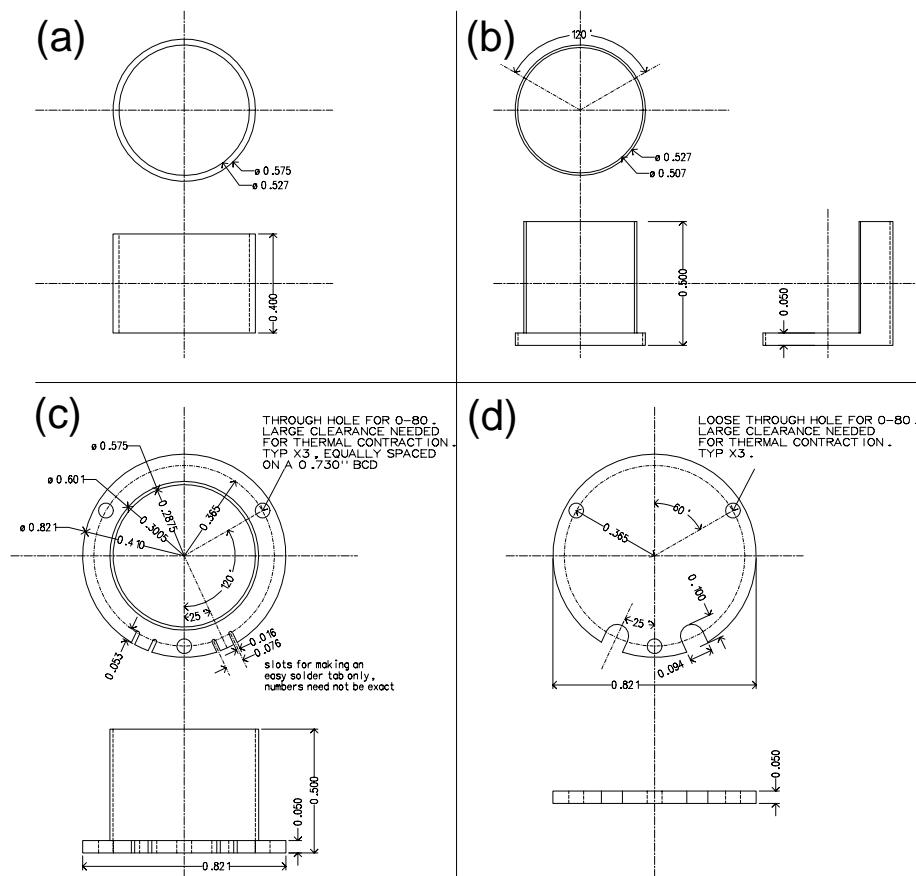 (a)
ø 0.575
ø 0.527
0.400
(b)
120°
ø 0.527
ø 0.507
0.500
0.050
(c)
THROUGH HOLE FOR 0-80.
LARGE CLEARANCE NEEDED
FOR THERMAL CONTRACTION.
TYP X3, EQUALLY SPACED
ON A 0.730'' BCD
ø 0.575
ø 0.601
ø 0.821
0.365
0.2875
0.3005
0.410
120°
25°
0.016
0.076
0.053
slots for making an
easy solder tab only,
numbers need not be exact
0.050
0.500
0.821
(d)
LOOSE THROUGH HOLE FOR 0-80.
LARGE CLEARANCE NEEDED
FOR THERMAL CONTRACTION.
TYP X3.
60°
0.365
0.100
25°
0.094
0.821
0.050